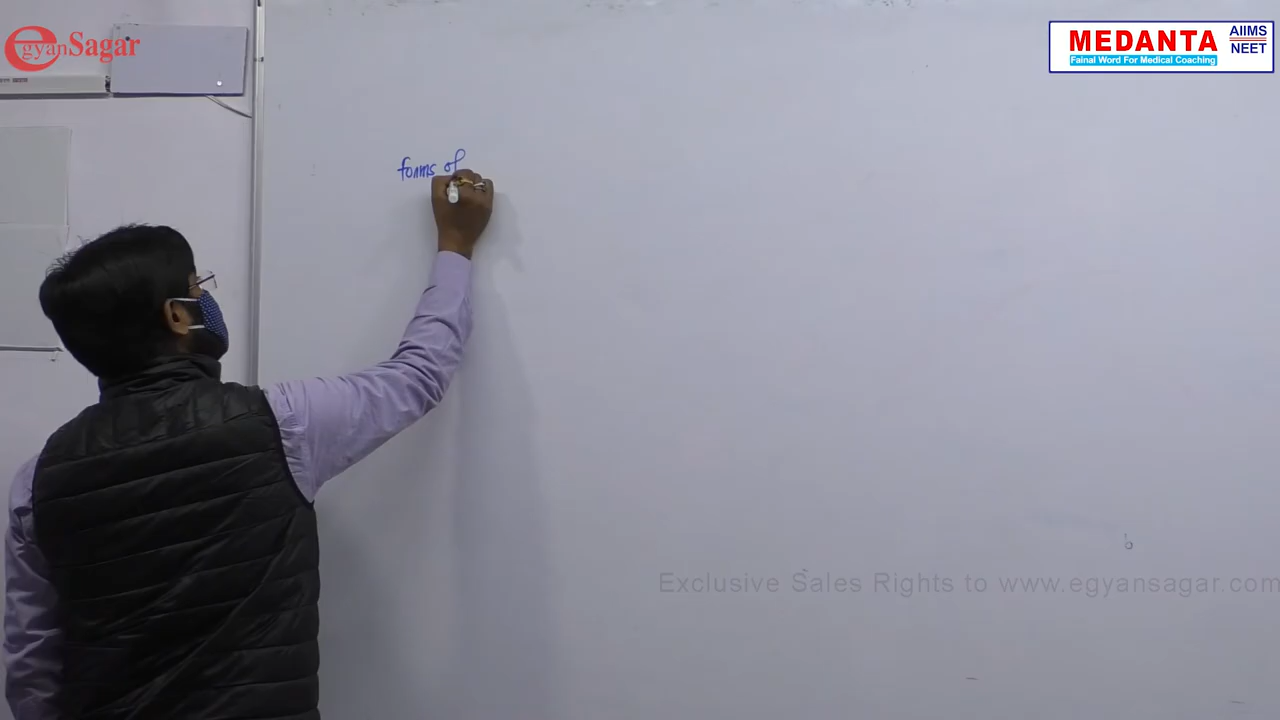 egyanSagar
MEDANTA
Fainal Word For Medical Coaching
AIIMS
NEET
forms of
Exclusive Sales Rights to www.egyansagar.com